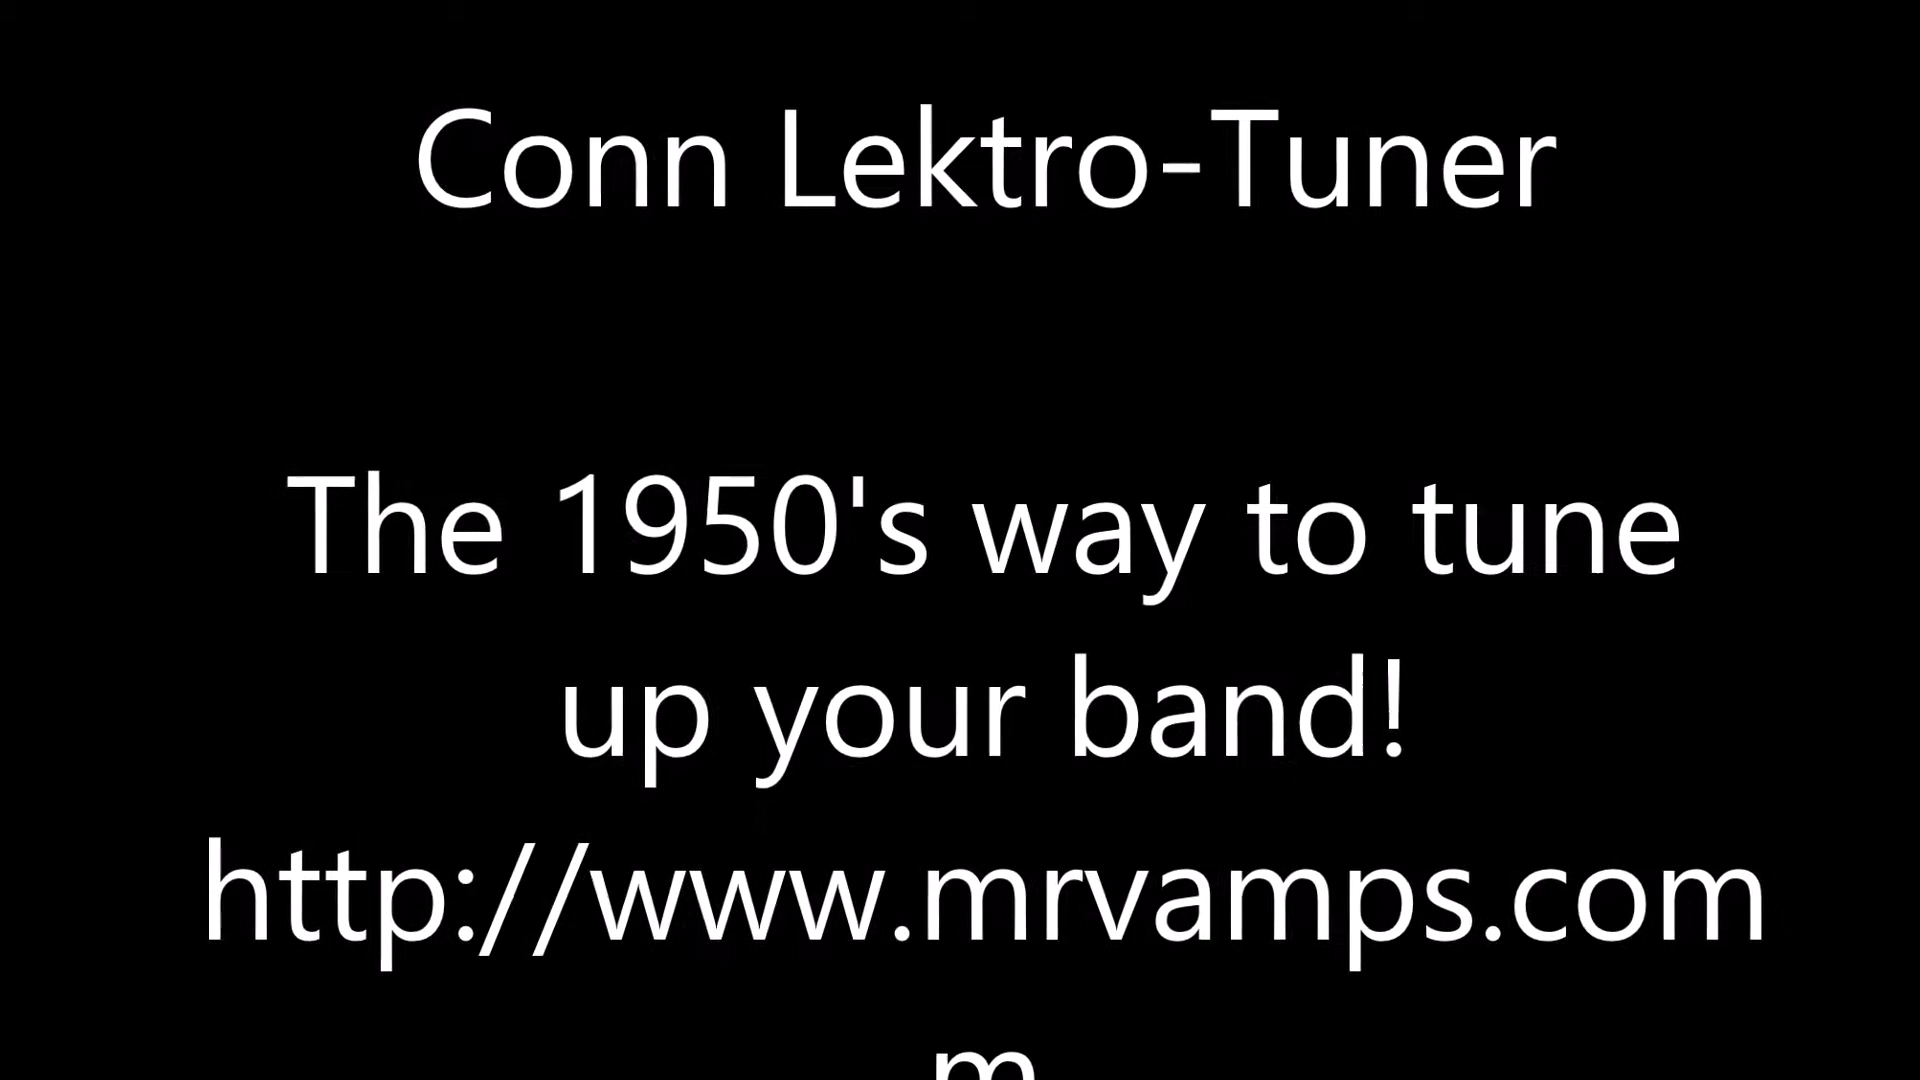 Conn Lektro-Tuner
The 1950's way to tune
up your band!
http://www.mrvamps.com
m